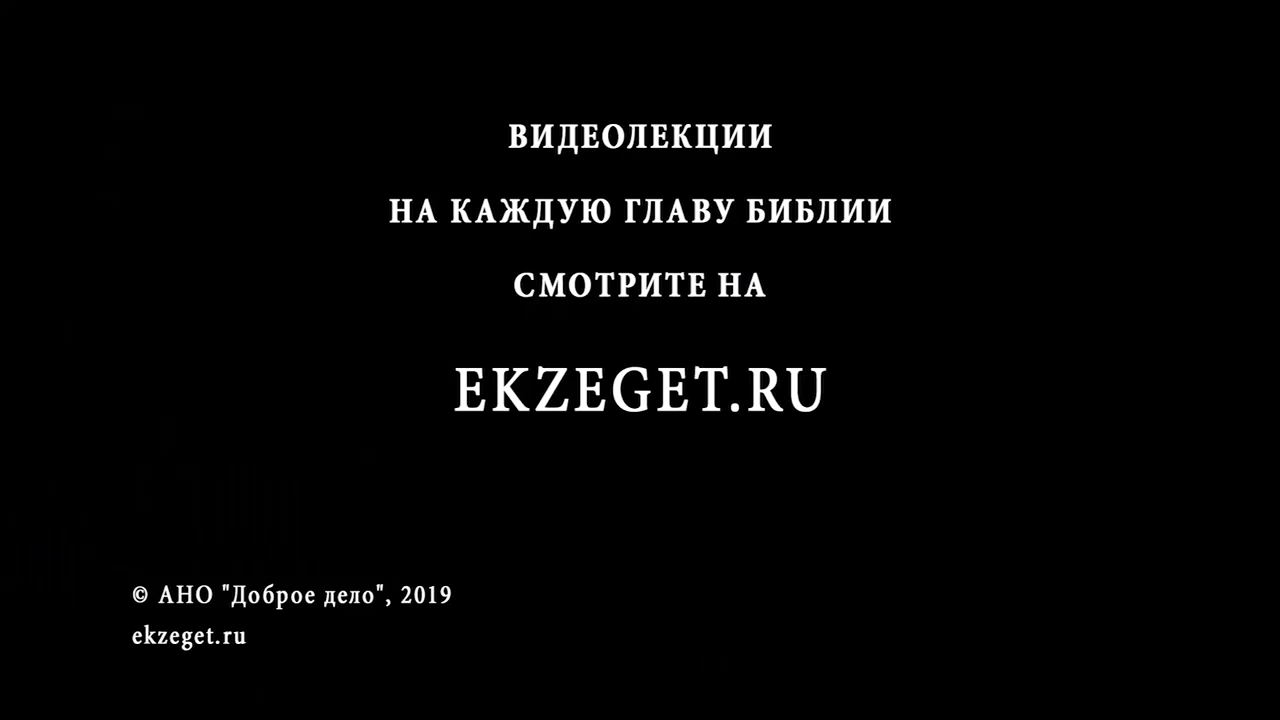 ВИДЕОЛЕКЦИИ
НА КАЖДУЮ ГЛАВУ БИБЛИИ
СМОТРИТЕ НА
EKZEGET.RU
© АНО "Доброе дело", 2019
ekzeget.ru